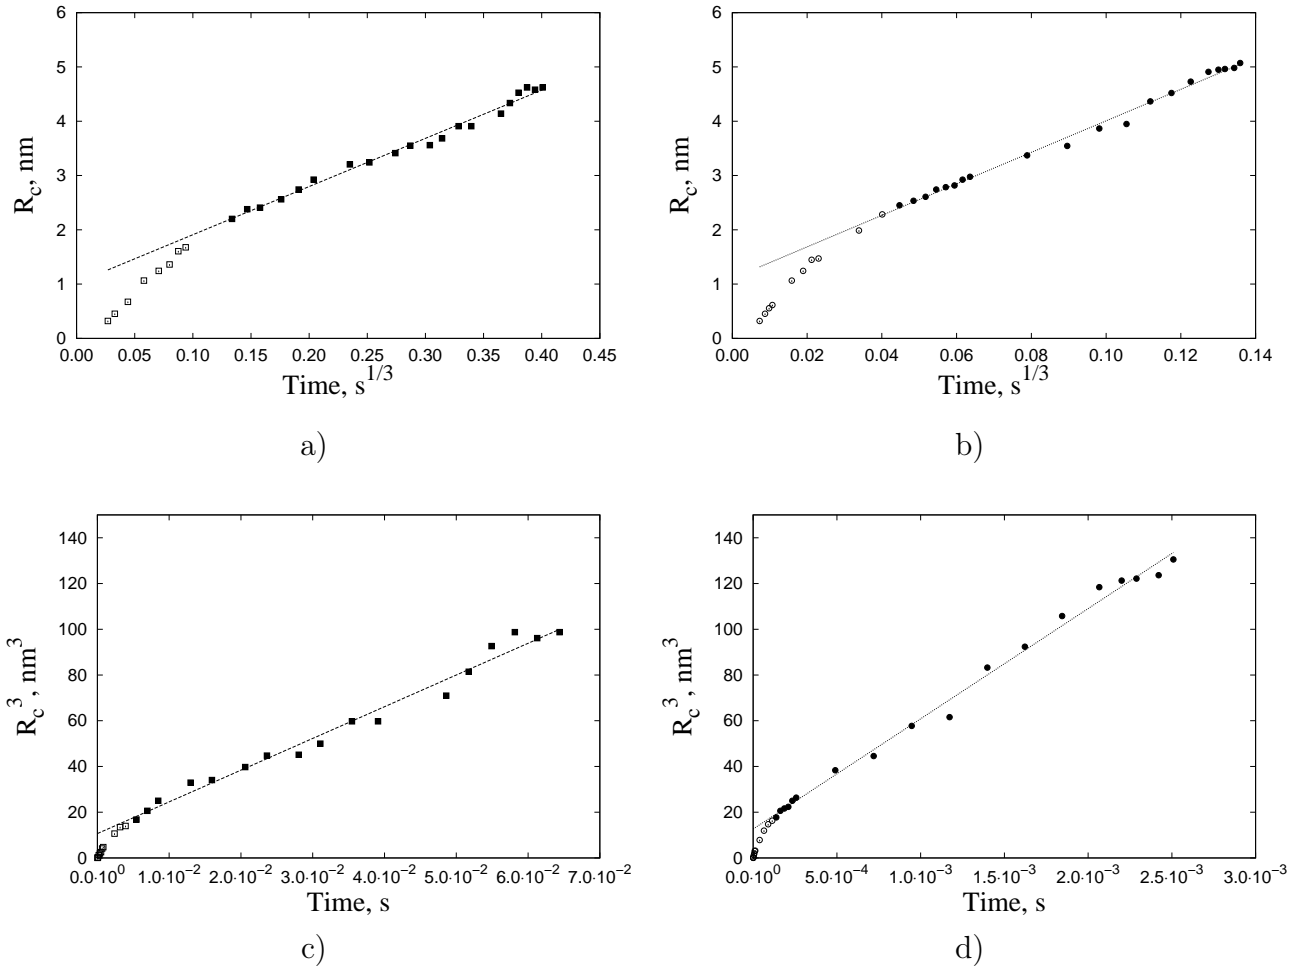 6
5
4
3
2
1
0
R_c, nm
0.00 0.05 0.10 0.15 0.20 0.25 0.30 0.35 0.40 0.45
Time, s^{1/3}
a)
6
5
4
3
2
1
0
R_c, nm
0.00 0.02 0.04 0.06 0.08 0.10 0.12 0.14
Time, s^{1/3}
b)
140
120
100
80
60
40
20
0
R_c^3, nm^3
0.0·10^0 1.0·10^{-2} 2.0·10^{-2} 3.0·10^{-2} 4.0·10^{-2} 5.0·10^{-2} 6.0·10^{-2} 7.0·10^{-2}
Time, s
c)
140
120
100
80
60
40
20
0
R_c^3, nm^3
0.0·10^0 5.0·10^{-4} 1.0·10^{-3} 1.5·10^{-3} 2.0·10^{-3} 2.5·10^{-3} 3.0·10^{-3}
Time, s
d)